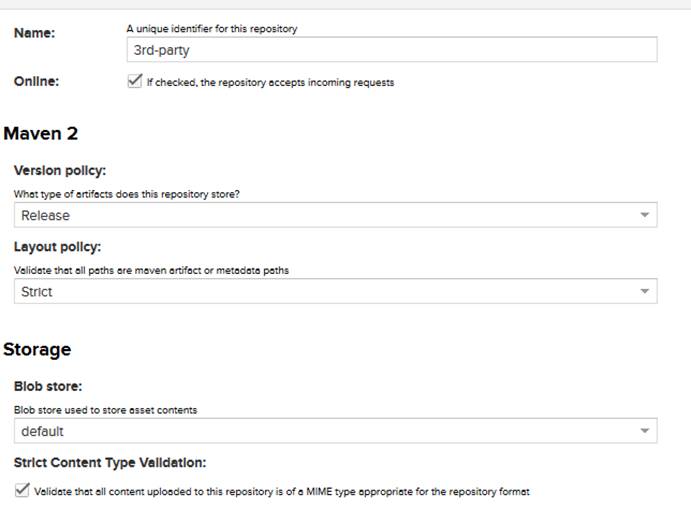 Name:
A unique identifier for this repository
3rd-party
Online:
If checked, the repository accepts incoming requests
Maven 2
Version policy:
What type of artifacts does this repository store?
Release
Layout policy:
Validate that all paths are maven artifact or metadata paths
Strict
Storage
Blob store:
Blob store used to store asset contents
default
Strict Content Type Validation:
Validate that all content uploaded to this repository is of a MIME type appropriate for the repository format